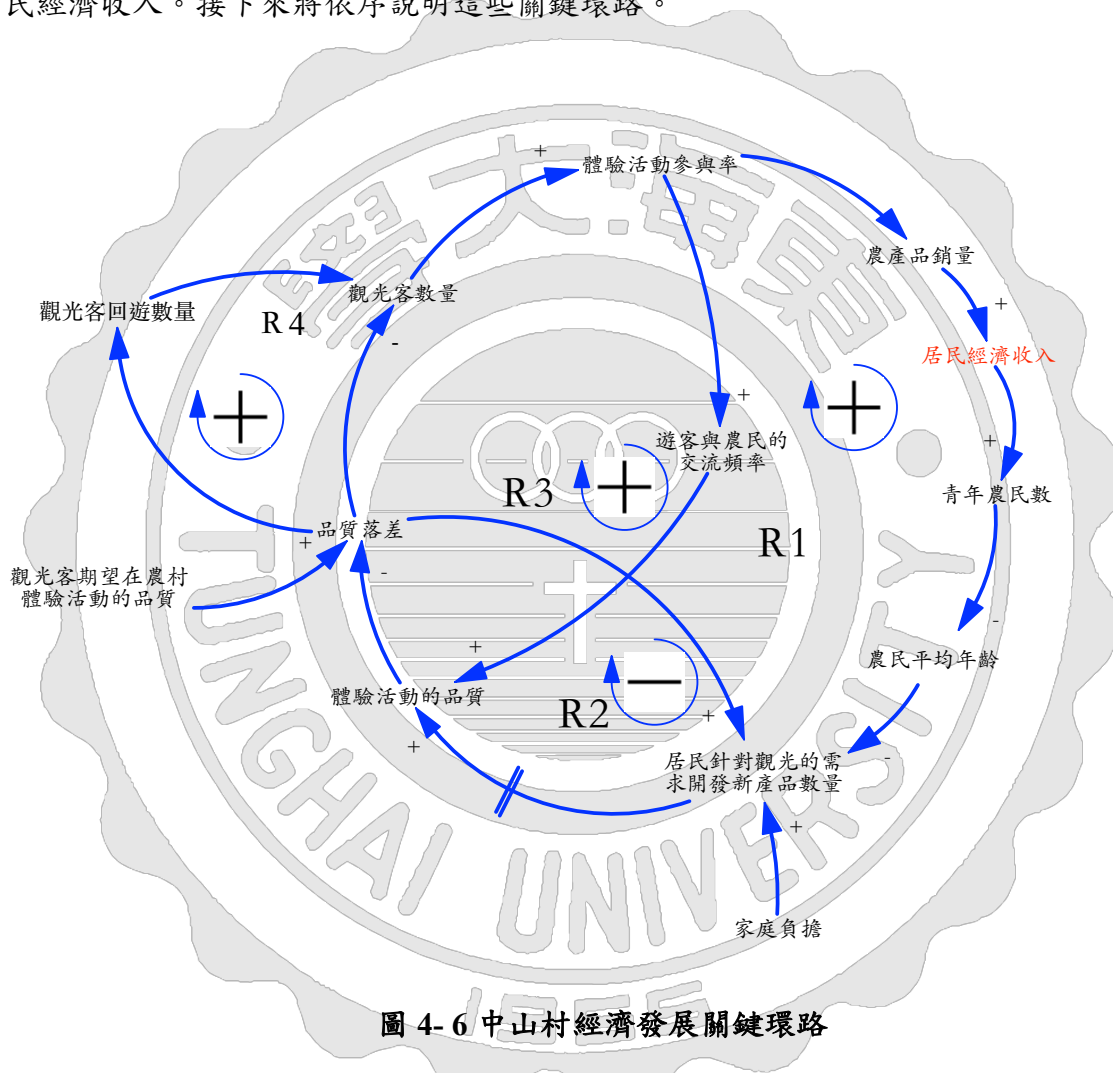 民經濟收入。接下來將依序說明這些關鍵環路。
體驗活動參與率
+
農產品銷量
觀光客數量
觀光客回遊數量
R4
-
+
居民經濟收入
+
+
+
遊客與農民的
交流頻率
+
青年農民數
R3
+
R1
品質落差
+
-
觀光客期望在農村
體驗活動的品質
-
農民平均年齡
+
體驗活動的品質
R2
—
+
+
居民針對觀光的需
求開發新產品數量
-
+
家庭負擔
學大海東
TUNGHAI UNIVERSITY
1955
圖 4- 6 中山村經濟發展關鍵環路